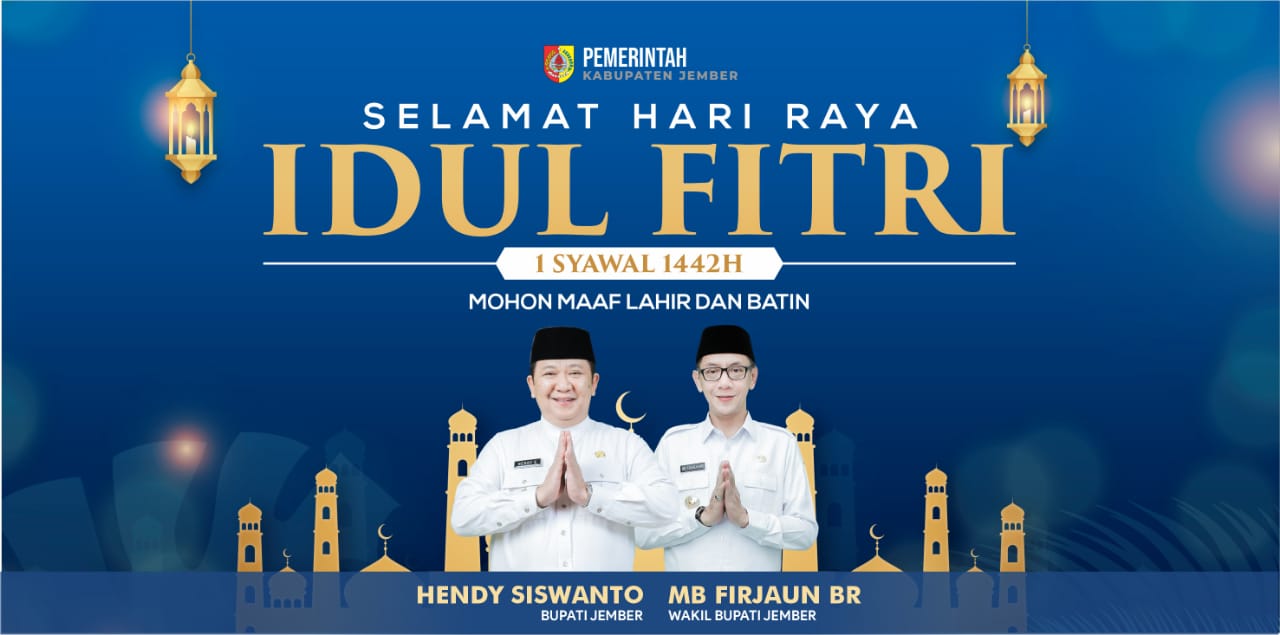 PEMERINTAH
KABUPATEN JEMBER
SELAMAT HARI RAYA
IDUL FITRI
1 SYAWAL 1442H
MOHON MAAF LAHIR DAN BATIN
HENDY SISWANTO
BUPATI JEMBER
MB FIRJAUN BR
WAKIL BUPATI JEMBER